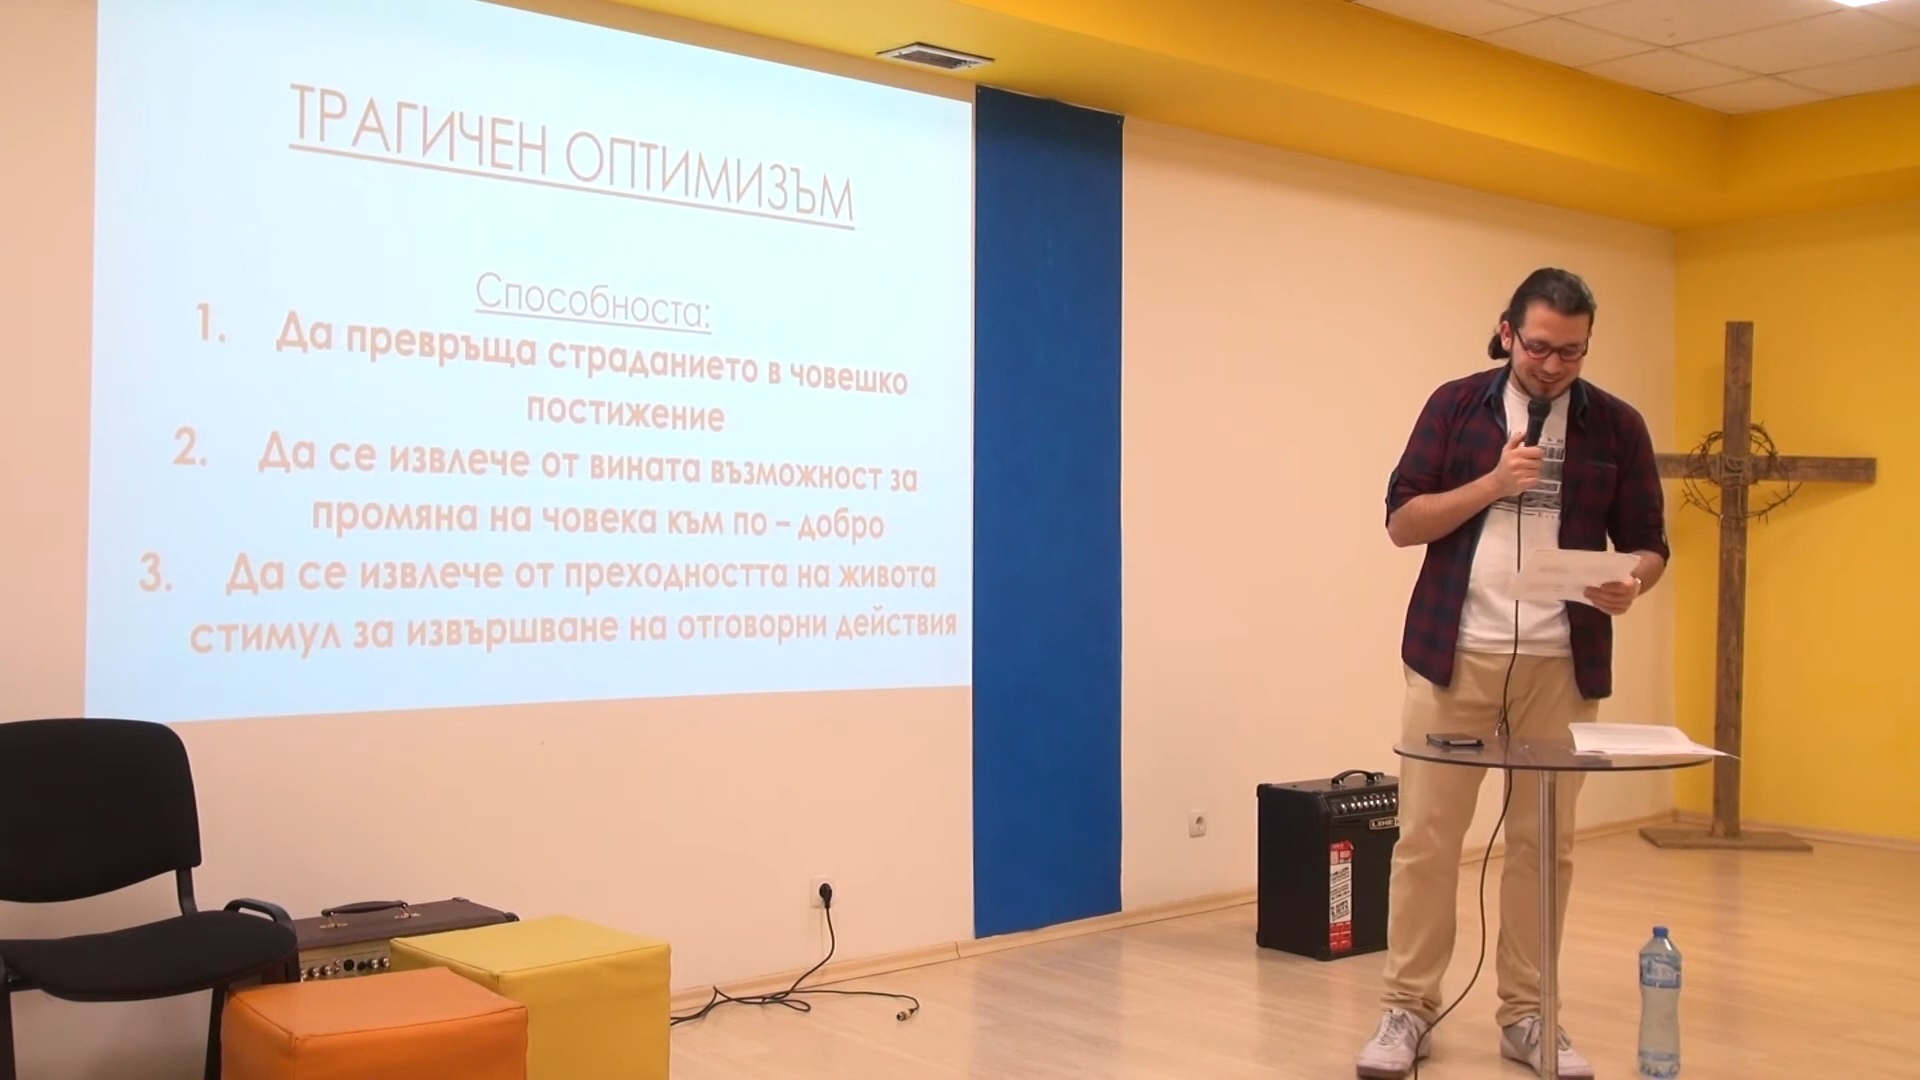 ТРАГИЧЕН ОПТИМИЗЪМ
Способноста:
1. Да превръща страданието в човешко
постижение
2. Да се извлече от вината възможност за
промяна на човека към по – добро
3. Да се извлече от преходността на живота
стимул за извършване на отговорни действия